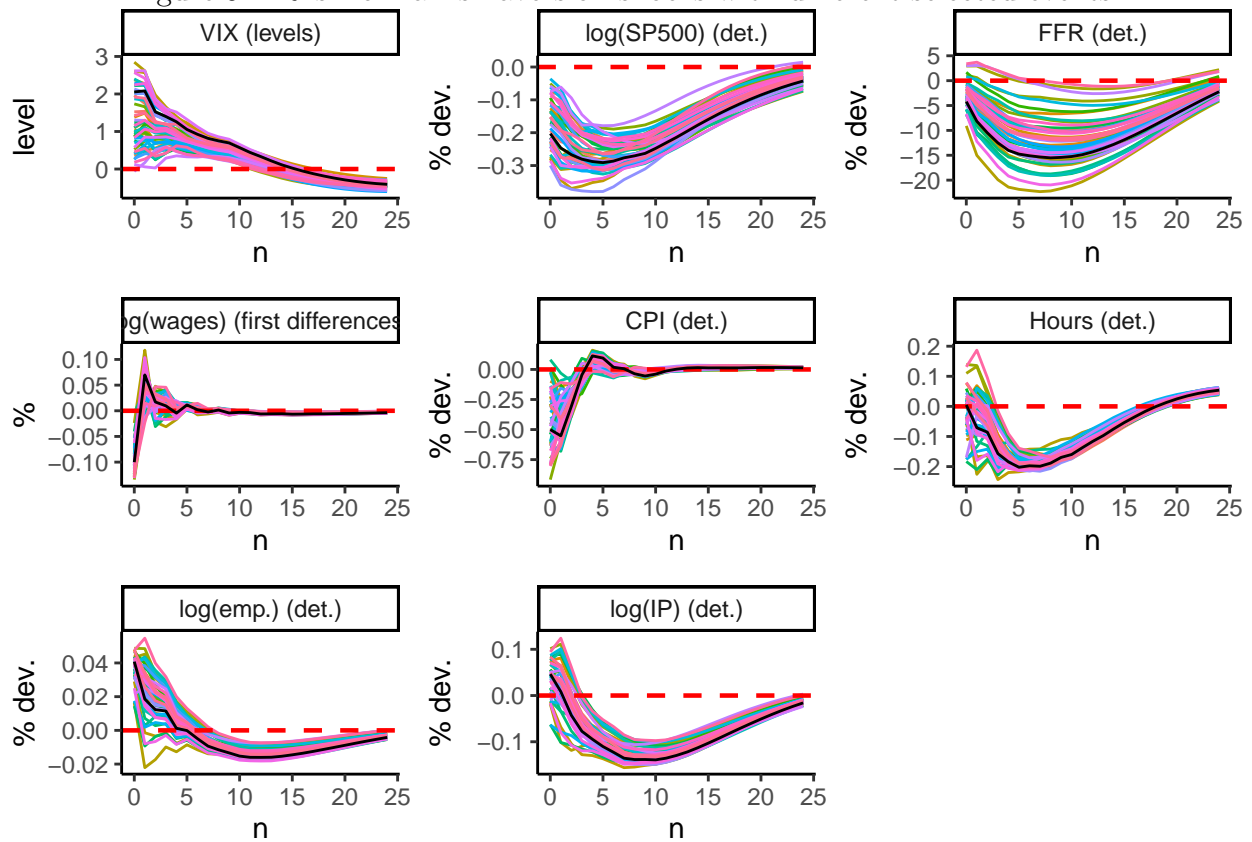 VIX (levels)
log(SP500) (det.)
FFR (det.)
level
3
2
1
0
0 5 10 15 20 25
n
% dev.
0.0
−0.1
−0.2
−0.3
0 5 10 15 20 25
n
% dev.
5
0
−5
−10
−15
−20
0 5 10 15 20 25
n
og(wages) (first differences
CPI (det.)
Hours (det.)
%
0.10
0.05
0.00
−0.05
−0.10
0 5 10 15 20 25
n
% dev.
0.00
−0.25
−0.50
−0.75
0 5 10 15 20 25
n
% dev.
0.2
0.1
0.0
−0.1
−0.2
0 5 10 15 20 25
n
log(emp.) (det.)
log(IP) (det.)
% dev.
0.04
0.02
0.00
−0.02
0 5 10 15 20 25
n
% dev.
0.1
0.0
−0.1
0 5 10 15 20 25
n